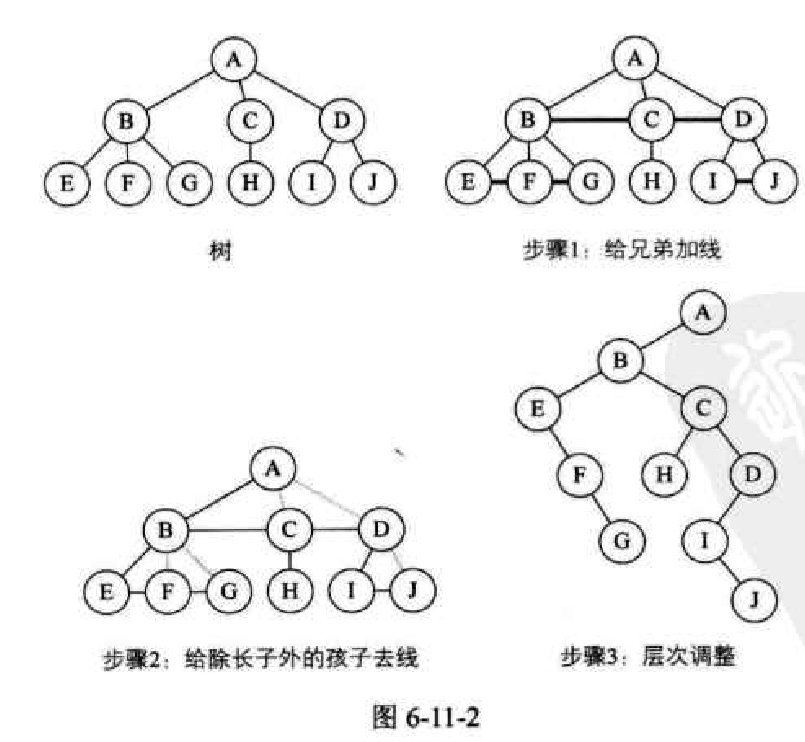 A
B C D
E F G H I J
树
A
B C D
E F G H I J
步骤1：给兄弟加线
A
B C D
E F G H I J
步骤2：给除长子外的孩子去线
A
B
E C
F H D
G I
J
步骤3：层次调整
图 6-11-2